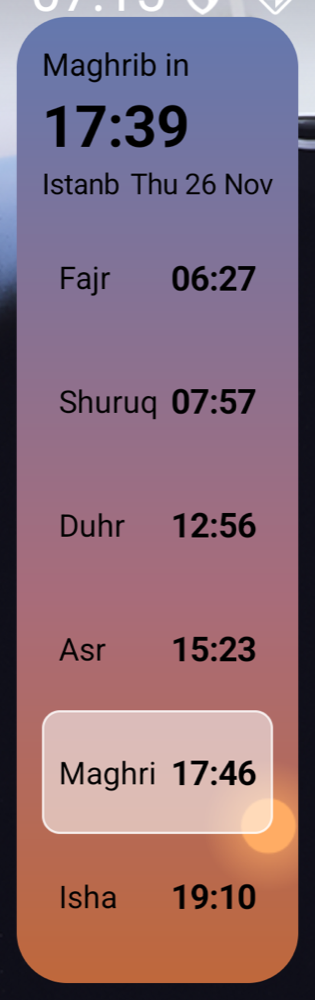 Maghrib in
17:39
Istanb Thu 26 Nov
Fajr 06:27
Shuruq 07:57
Duhr 12:56
Asr 15:23
Maghri 17:46
Isha 19:10